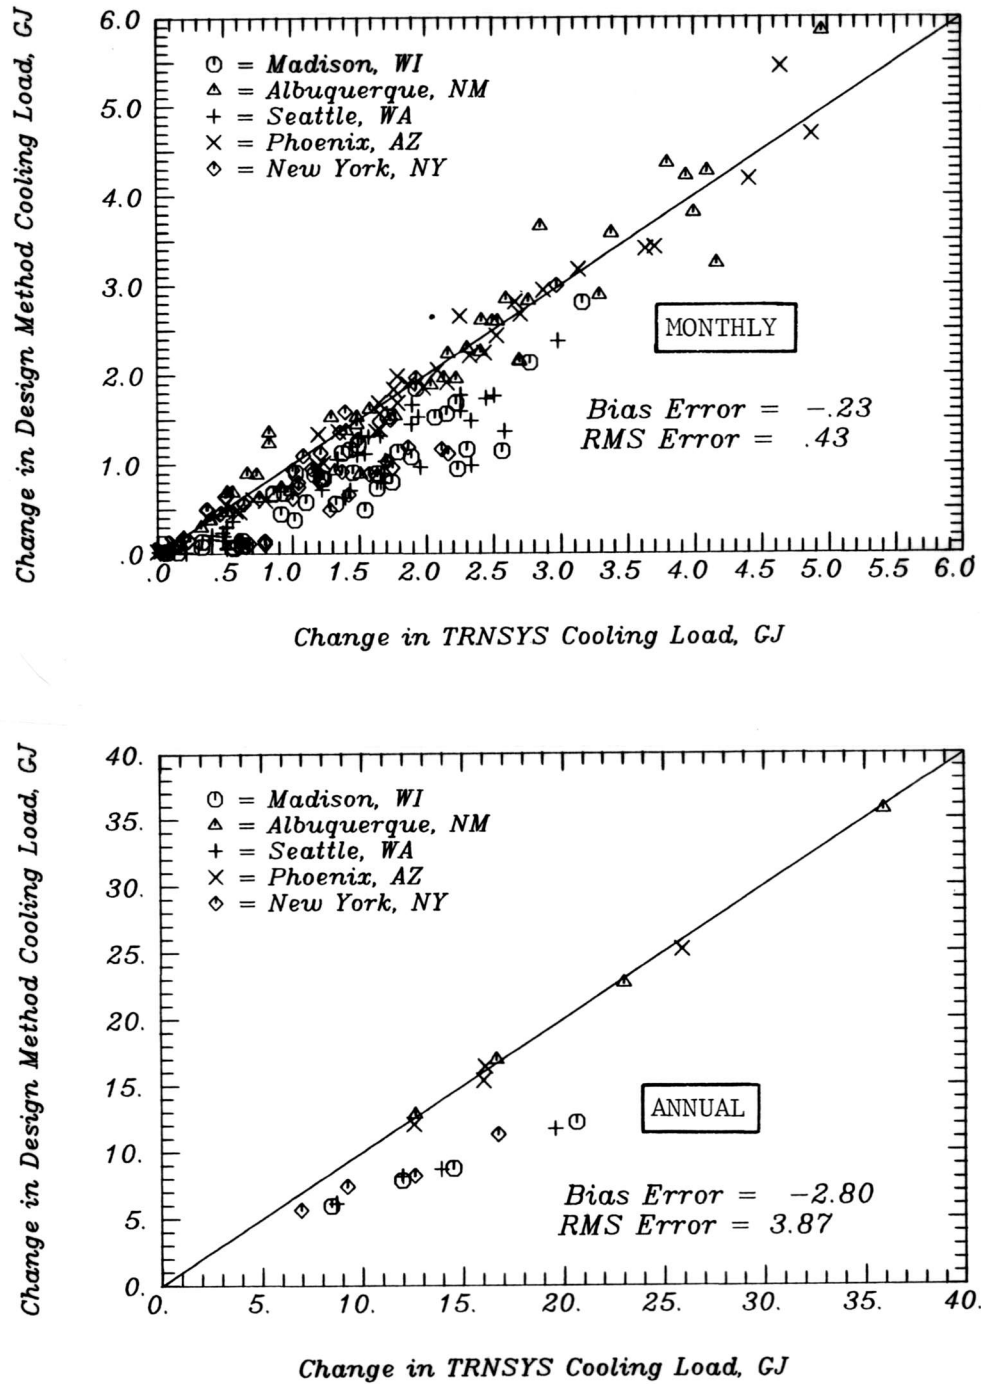 Change in Design Method Cooling Load, GJ
6.0
5.0
4.0
3.0
2.0
1.0
.0
= Madison, WI
= Albuquerque, NM
= Seattle, WA
= Phoenix, AZ
= New York, NY
MONTHLY
Bias Error = -.23
RMS Error = .43
.0 .5 1.0 1.5 2.0 2.5 3.0 3.5 4.0 5.0 5.5 6.0
Change in TRNSYS Cooling Load, GJ
Change in Design Method Cooling Load, GJ
40.
35.
30.
25.
20.
15.
10.
5.
0.
= Madison, WI
= Albuquerque, NM
= Seattle, WA
= Phoenix, AZ
= New York, NY
ANNUAL
Bias Error = -2.80
RMS Error = 3.87
0. 5. 10. 15. 20. 25. 30. 35. 40.
Change in TRNSYS Cooling Load, GJ